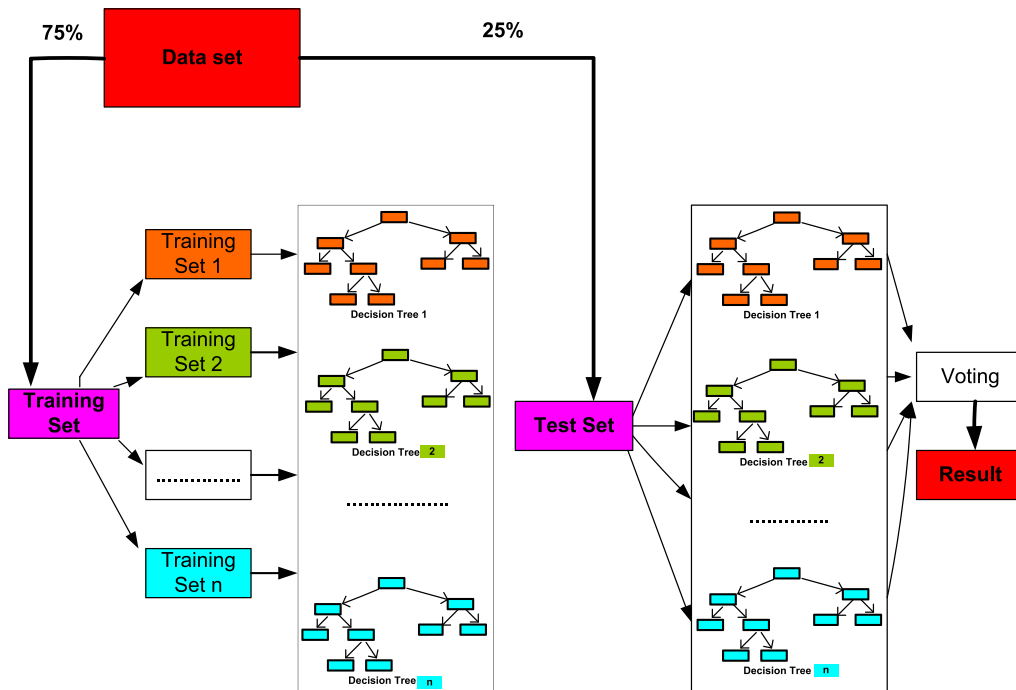 75%
Data set
25%
Training
Set 1
Training
Set 2
Training
Set
....................
Training
Set n
Decision Tree 1
Decision Tree 2
.......................
Decision Tree n
Test Set
Decision Tree 1
Decision Tree 2
..................
Decision Tree n
Voting
Result